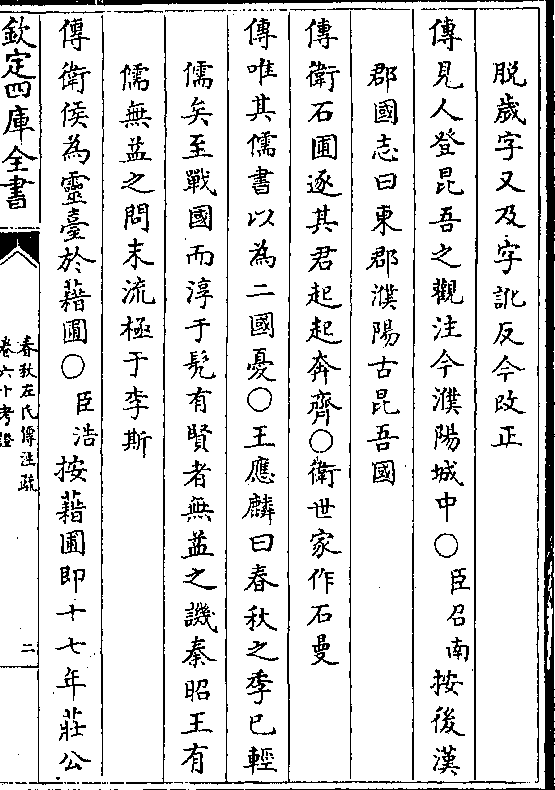 脱歲字又及字訛反今改正
傳見人登昆吾之觀注今濮陽城中○臣召南按後漢
郡國志曰東郡濮陽古昆吾國
傳衛石圃逐其君起起奔齊○衛世家作石曼
傳唯其儒書以為二國憂○王應麟曰春秋之季已輕
儒矣至戰國而淳于髡有賢者無益之譏秦昭王有
儒無益之問末流極于李斯
傳衛侯為靈臺於藉圃○臣浩按藉圃即十七年莊公
欽定四庫全書
春秋左氏傳注疏
卷六十考證
二